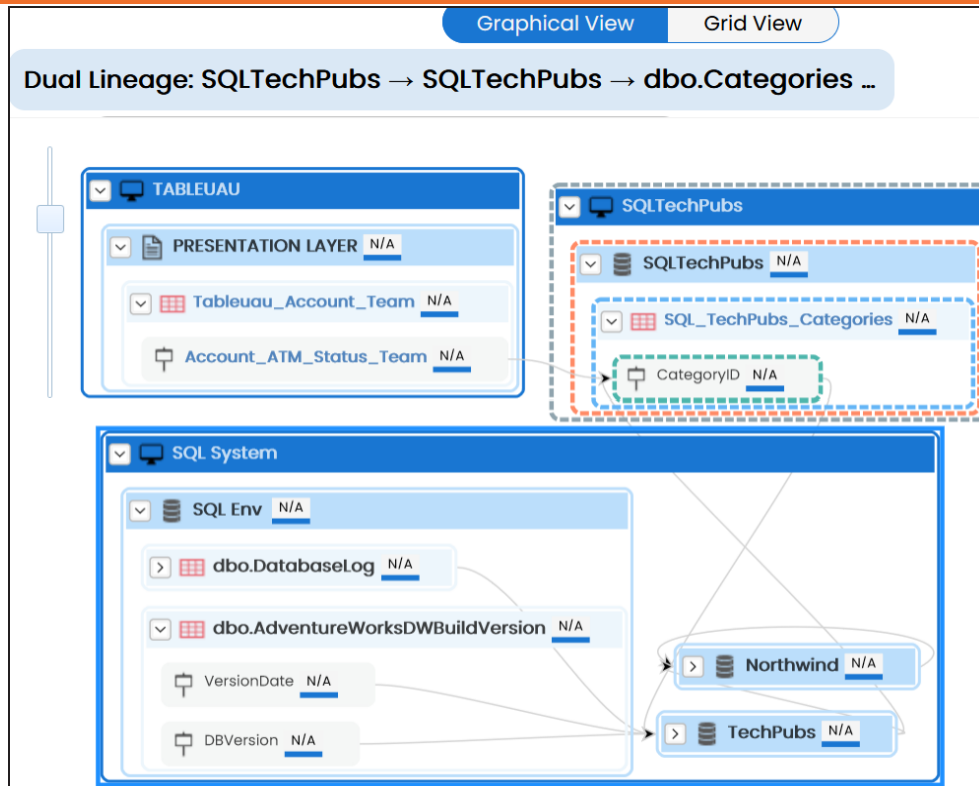 Graphical View
Grid View
Dual Lineage: SQLTechPubs → SQLTechPubs → dbo.Categories ...
TABLEUAU
PRESENTATION LAYER N/A
Tableuau_Account_Team N/A
Account_ATM_Status_Team N/A
SQLTechPubs
SQLTechPubs N/A
SQL_TechPubs_Categories N/A
CategoryID N/A
SQL System
SQL Env N/A
dbo.DatabaseLog N/A
dbo.AdventureWorksDWBuildVersion N/A
VersionDate N/A
DBVersion N/A
Northwind N/A
TechPubs N/A